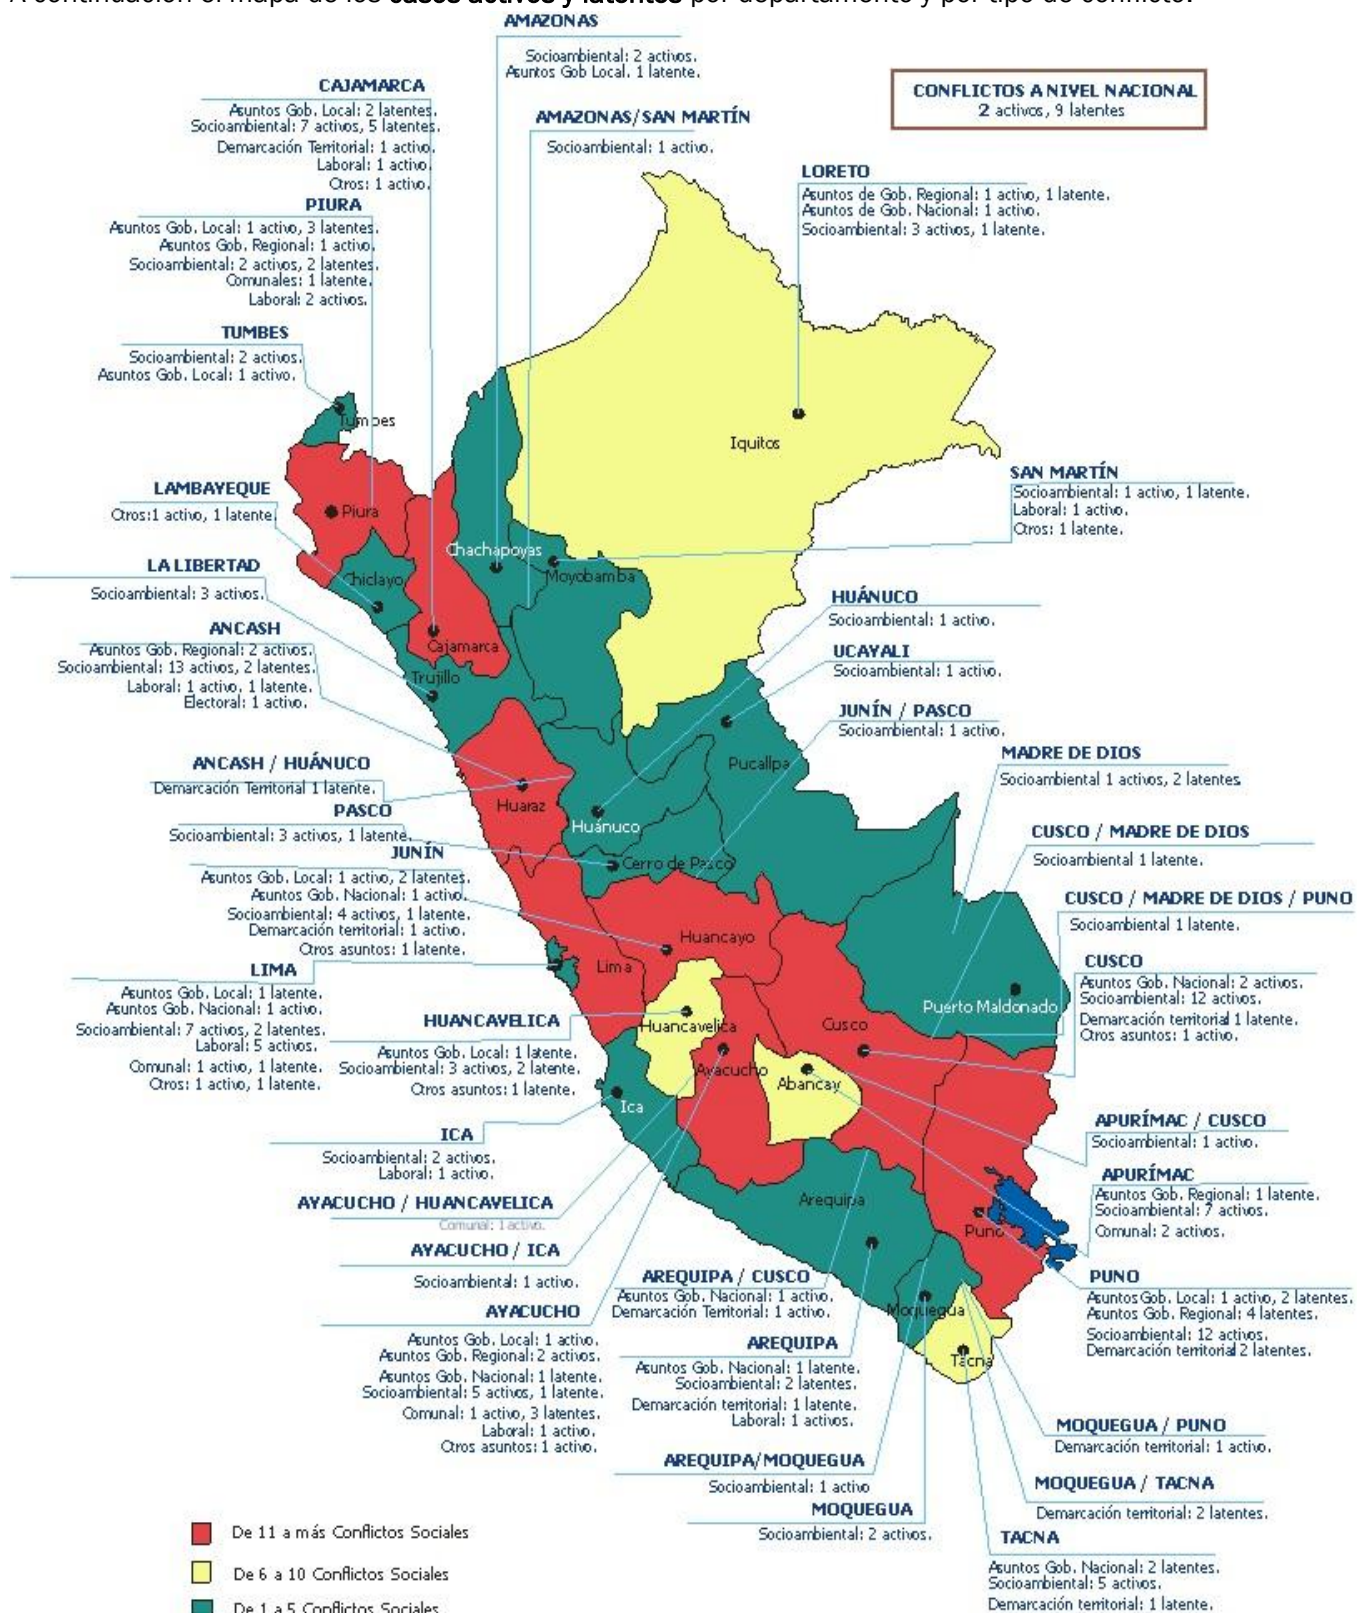 A continuación el mapa de los casos activos y latentes por departamento y por tipo de conflicto.
AMAZONAS
Socioambiental: 2 activos.
Asuntos Gob Local. 1 latente.
CONFLICTOS A NIVEL NACIONAL
2 activos, 9 latentes
CAJAMARCA
Asuntos Gob. Local: 2 latentes.
Socioambiental: 7 activos, 5 latentes.
Demarcación Territorial: 1 activo.
Laboral: 1 activo.
Otros: 1 activo.
AMAZONAS/SAN MARTÍN
Socioambiental: 1 activo.
LORETO
Asuntos de Gob. Regional: 1 activo, 1 latente.
Asuntos de Gob. Nacional: 1 activo.
Socioambiental: 3 activos, 1 latente.
PIURA
Asuntos Gob. Local: 1 activo, 3 latentes.
Asuntos Gob. Regional: 1 activo.
Socioambiental: 2 activos, 2 latentes.
Comunales: 1 latente.
Laboral: 2 activos.
TUMBES
Socioambiental: 2 activos.
Asuntos Gob. Local: 1 activo.
Tumbes
Iquitos
SAN MARTÍN
Socioambiental: 1 activo, 1 latente.
Laboral: 1 activo.
Otros: 1 latente.
LAMBAYEQUE
Otros:1 activo, 1 latente.
Piura
Chachapoyas
Moyobamba
Chiclayo
LA LIBERTAD
Socioambiental: 3 activos.
HUÁNUCO
Socioambiental: 1 activo.
ANCASH
Asuntos Gob. Regional: 2 activos.
Socioambiental: 13 activos, 2 latentes.
Laboral: 1 activo, 1 latente.
Electoral: 1 activo.
Cajamarca
Trujillo
UCAYALI
Socioambiental: 1 activo.
JUNÍN / PASCO
Socioambiental: 1 activo.
ANCASH / HUÁNUCO
Demarcación Territorial 1 latente.
Pucallpa
MADRE DE DIOS
Socioambiental 1 activos, 2 latentes
Huaraz
PASCO
Socioambiental: 3 activos, 1 latente.
Huánuco
CUSCO / MADRE DE DIOS
Socioambiental 1 latente.
JUNÍN
Asuntos Gob. Local: 1 activo, 2 latentes.
Asuntos Gob. Nacional: 1 activo.
Socioambiental: 4 activos, 1 latente.
Demarcación territorial: 1 activo.
Otros asuntos: 1 latente.
Cerro de Pasco
CUSCO / MADRE DE DIOS / PUNO
Socioambiental 1 latente.
Huancayo
Lima
LIMA
Asuntos Gob. Local: 1 latente.
Asuntos Gob. Nacional: 1 activo.
Socioambiental: 7 activos, 2 latentes.
Laboral: 5 activos.
Comunal: 1 activo, 1 latente.
Otros: 1 activo, 1 latente.
CUSCO
Asuntos Gob. Nacional: 2 activos.
Socioambiental: 12 activos.
Demarcación territorial 1 latente.
Otros asuntos: 1 activo.
Puerto Maldonado
HUANCAVELICA
Asuntos Gob. Local: 1 latente.
Socioambiental: 3 activos, 2 latente.
Otros asuntos: 1 latente.
Huancavelica
Cusco
Ayacucho
Abancay
Ica
ICA
Socioambiental: 2 activos.
Laboral: 1 activo.
APURÍMAC / CUSCO
Socioambiental: 1 activo.
APURÍMAC
Asuntos Gob. Regional: 1 latente.
Socioambiental: 7 activos.
Comunal: 2 activos.
AYACUCHO / HUANCAVELICA
Comunal: 1 activo.
Arequipa
Puno
AYACUCHO / ICA
Socioambiental: 1 activo.
AREQUIPA / CUSCO
Asuntos Gob. Nacional: 1 activo.
Demarcación Territorial: 1 activo.
PUNO
Asuntos Gob. Local: 1 activo, 2 latentes.
Asuntos Gob. Regional: 4 latentes.
Socioambiental: 12 activos.
Demarcación territorial 2 latentes.
AYACUCHO
Asuntos Gob. Local: 1 activo.
Asuntos Gob. Regional: 2 activos.
Asuntos Gob. Nacional: 1 latente.
Socioambiental: 5 activos, 1 latente.
Comunal: 1 activo, 3 latentes.
Laboral: 1 activo.
Otros asuntos: 1 activo.
Moquegua
AREQUIPA
Asuntos Gob. Nacional: 1 latente.
Socioambiental: 2 latentes.
Demarcación territorial: 1 latente.
Laboral: 1 activos.
Tacna
MOQUEGUA / PUNO
Demarcación territorial: 1 activo.
AREQUIPA/MOQUEGUA
Socioambiental: 1 activo
MOQUEGUA / TACNA
Demarcación territorial: 2 latentes.
MOQUEGUA
Socioambiental: 2 activos.
TACNA
Asuntos Gob. Nacional: 2 latentes.
Socioambiental: 5 activos.
Demarcación territorial: 1 latente.
De 11 a más Conflictos Sociales
De 6 a 10 Conflictos Sociales
De 1 a 5 Conflictos Sociales